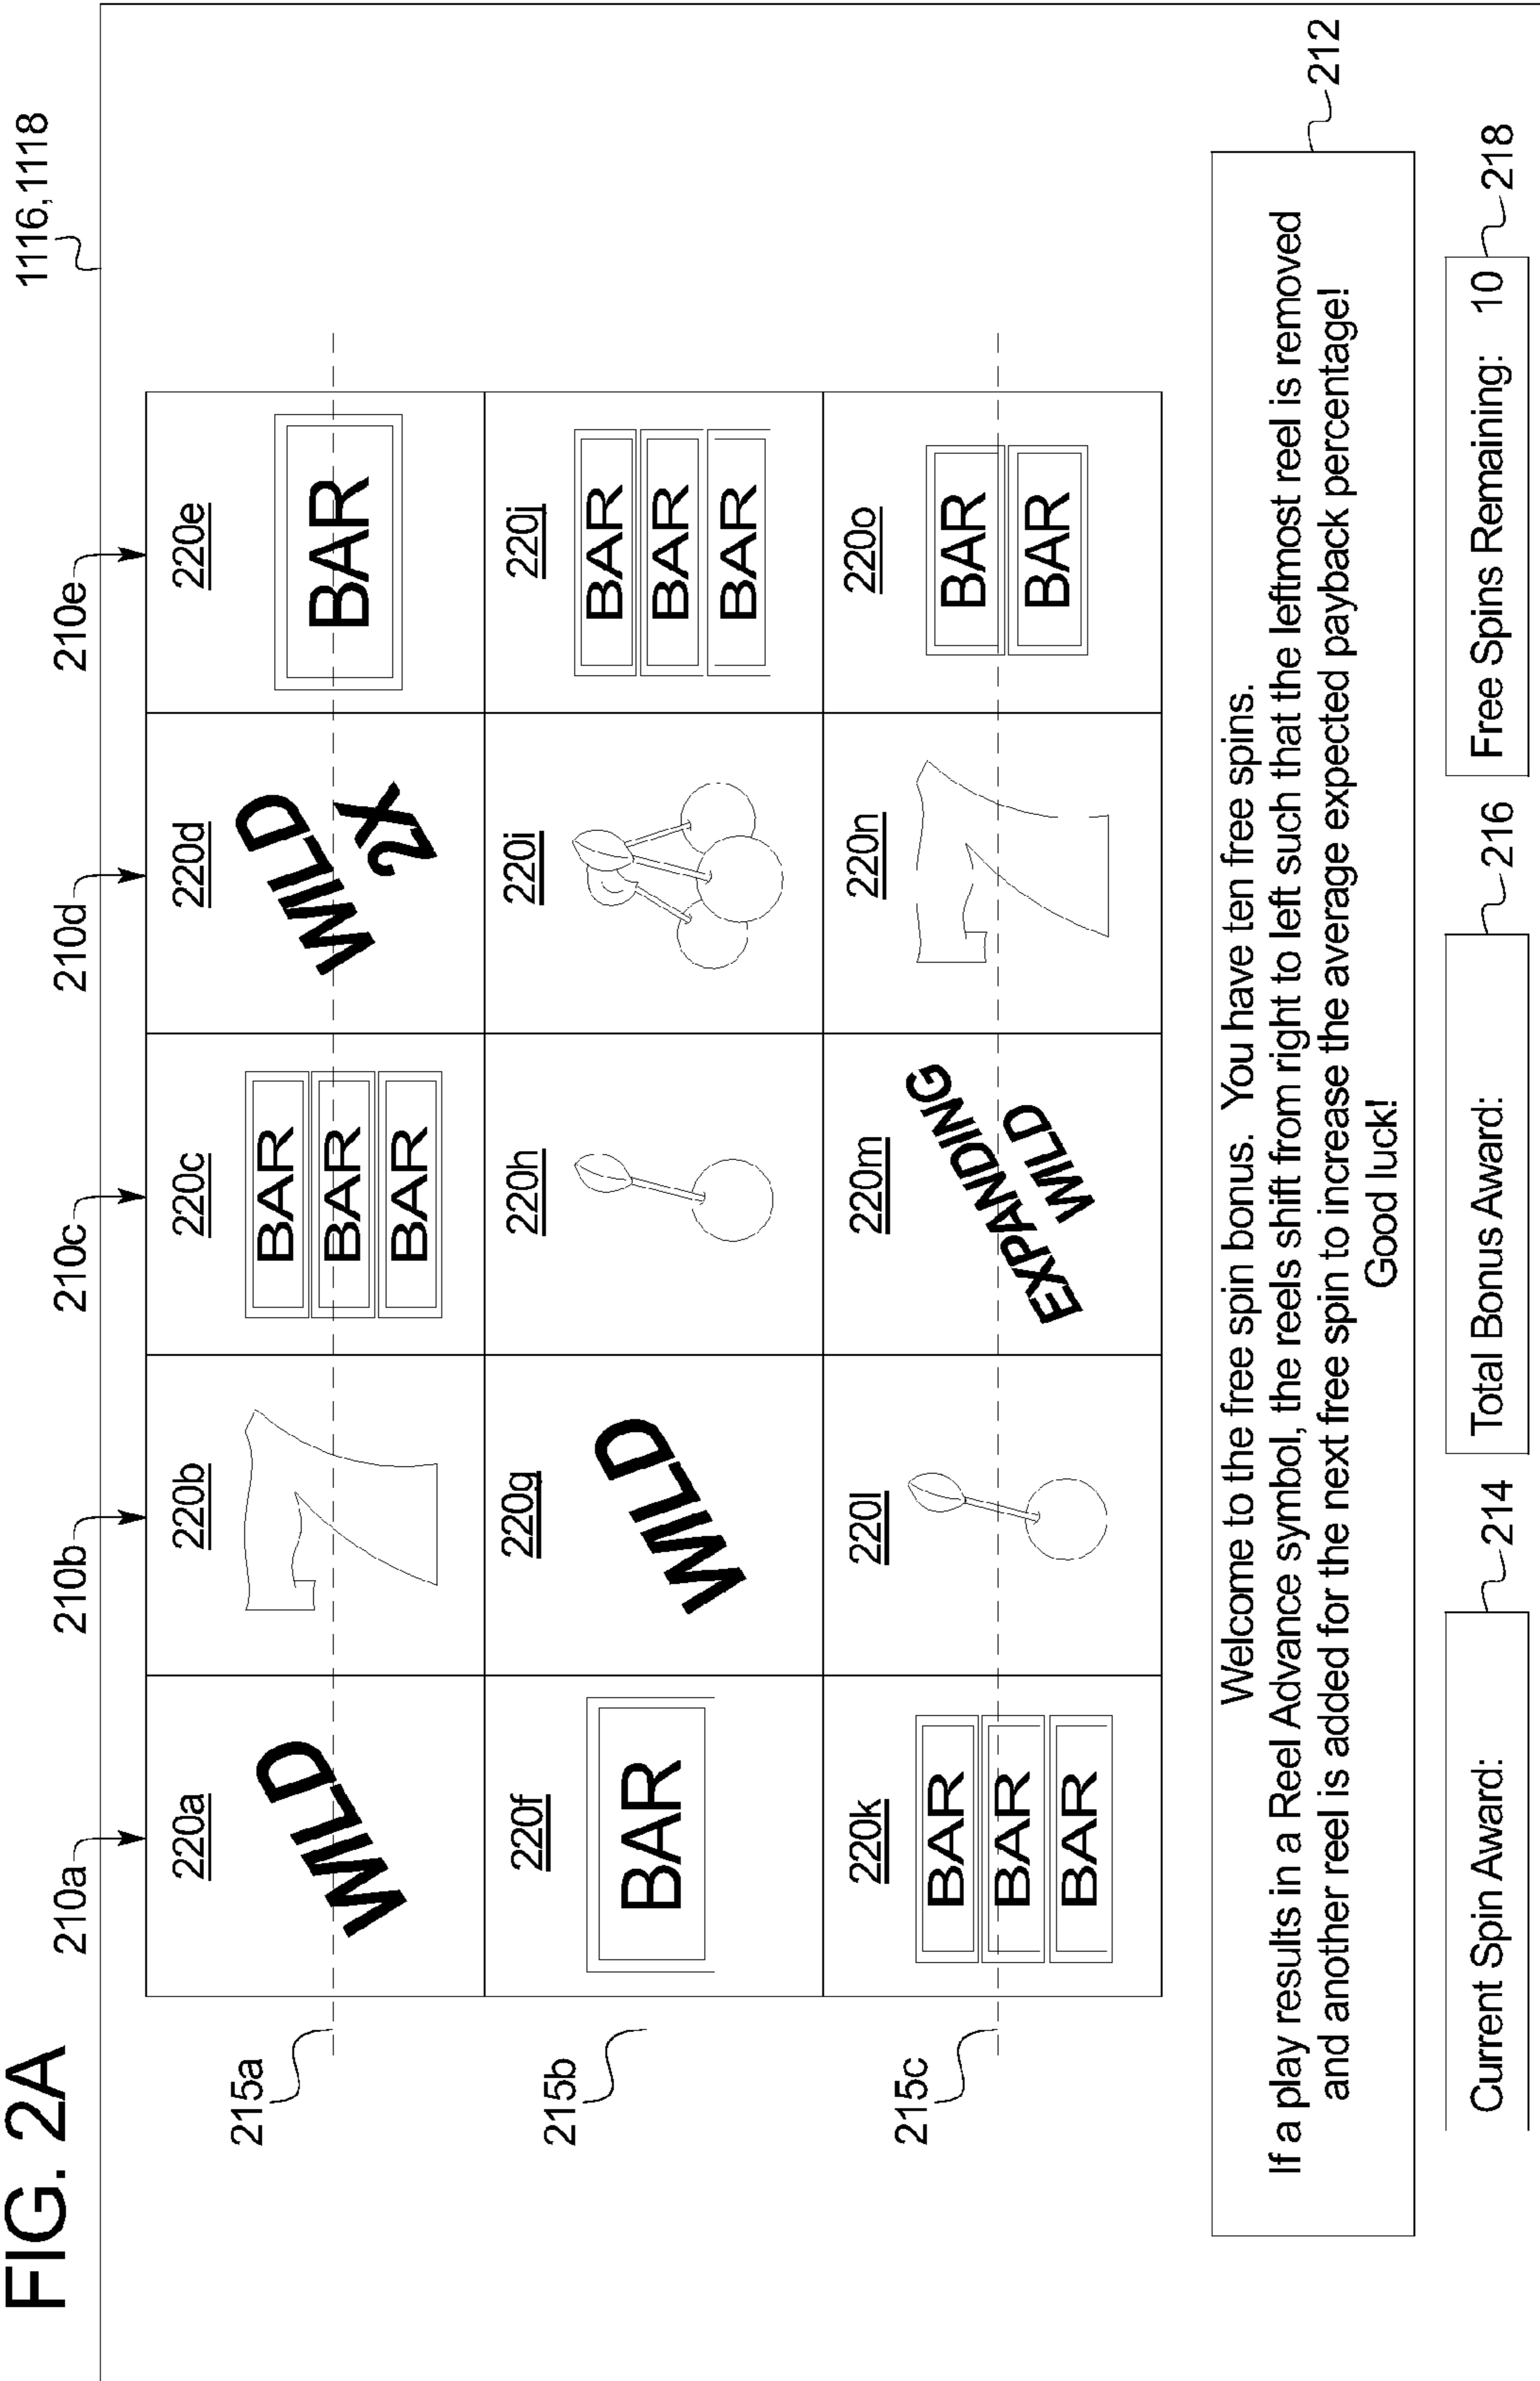 FIG. 2A
1116,1118
210a
210b
210c
210d
210e
215a
220a
WILD
220b
220c
BAR
BAR
BAR
220d
WILD
2X
220e
BAR
215b
220f
BAR
220g
WILD
220h
220i
220j
BAR
BAR
BAR
215c
220k
BAR
BAR
BAR
220l
220m
EXPANDING
WILD
220n
220o
BAR
BAR
Welcome to the free spin bonus. You have ten free spins.
If a play results in a Reel Advance symbol, the reels shift from right to left such that the leftmost reel is removed
and another reel is added for the next free spin to increase the average expected payback percentage!
Good luck!
212
Current Spin Award:
214
Total Bonus Award:
216
Free Spins Remaining: 10
218